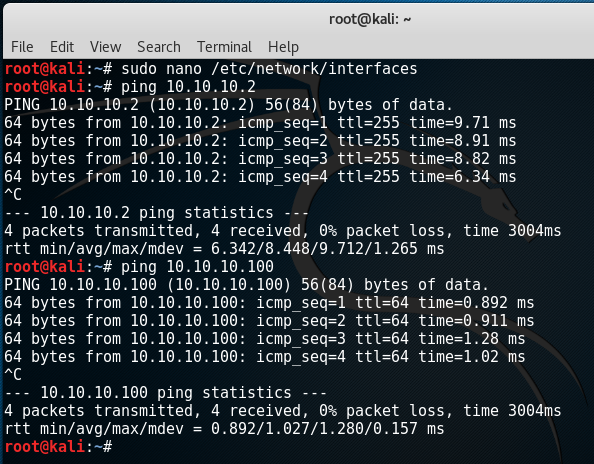 root@kali: ~
File Edit View Search Terminal Help
root@kali:~# sudo nano /etc/network/interfaces
root@kali:~# ping 10.10.10.2
PING 10.10.10.2 (10.10.10.2) 56(84) bytes of data.
64 bytes from 10.10.10.2: icmp_seq=1 ttl=255 time=9.71 ms
64 bytes from 10.10.10.2: icmp_seq=2 ttl=255 time=8.91 ms
64 bytes from 10.10.10.2: icmp_seq=3 ttl=255 time=8.82 ms
64 bytes from 10.10.10.2: icmp_seq=4 ttl=255 time=6.34 ms
^C
--- 10.10.10.2 ping statistics ---
4 packets transmitted, 4 received, 0% packet loss, time 3004ms
rtt min/avg/max/mdev = 6.342/8.448/9.712/1.265 ms
root@kali:~# ping 10.10.10.100
PING 10.10.10.100 (10.10.10.100) 56(84) bytes of data.
64 bytes from 10.10.10.100: icmp_seq=1 ttl=64 time=0.892 ms
64 bytes from 10.10.10.100: icmp_seq=2 ttl=64 time=0.911 ms
64 bytes from 10.10.10.100: icmp_seq=3 ttl=64 time=1.28 ms
64 bytes from 10.10.10.100: icmp_seq=4 ttl=64 time=1.02 ms
^C
--- 10.10.10.100 ping statistics ---
4 packets transmitted, 4 received, 0% packet loss, time 3004ms
rtt min/avg/max/mdev = 0.892/1.027/1.280/0.157 ms
root@kali:~#